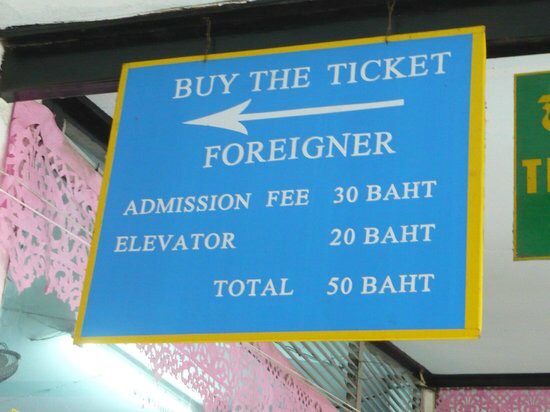 BUY THE TICKET
FOREIGNER
ADMISSION FEE 30 BAHT
ELEVATOR 20 BAHT
TOTAL 50 BAHT